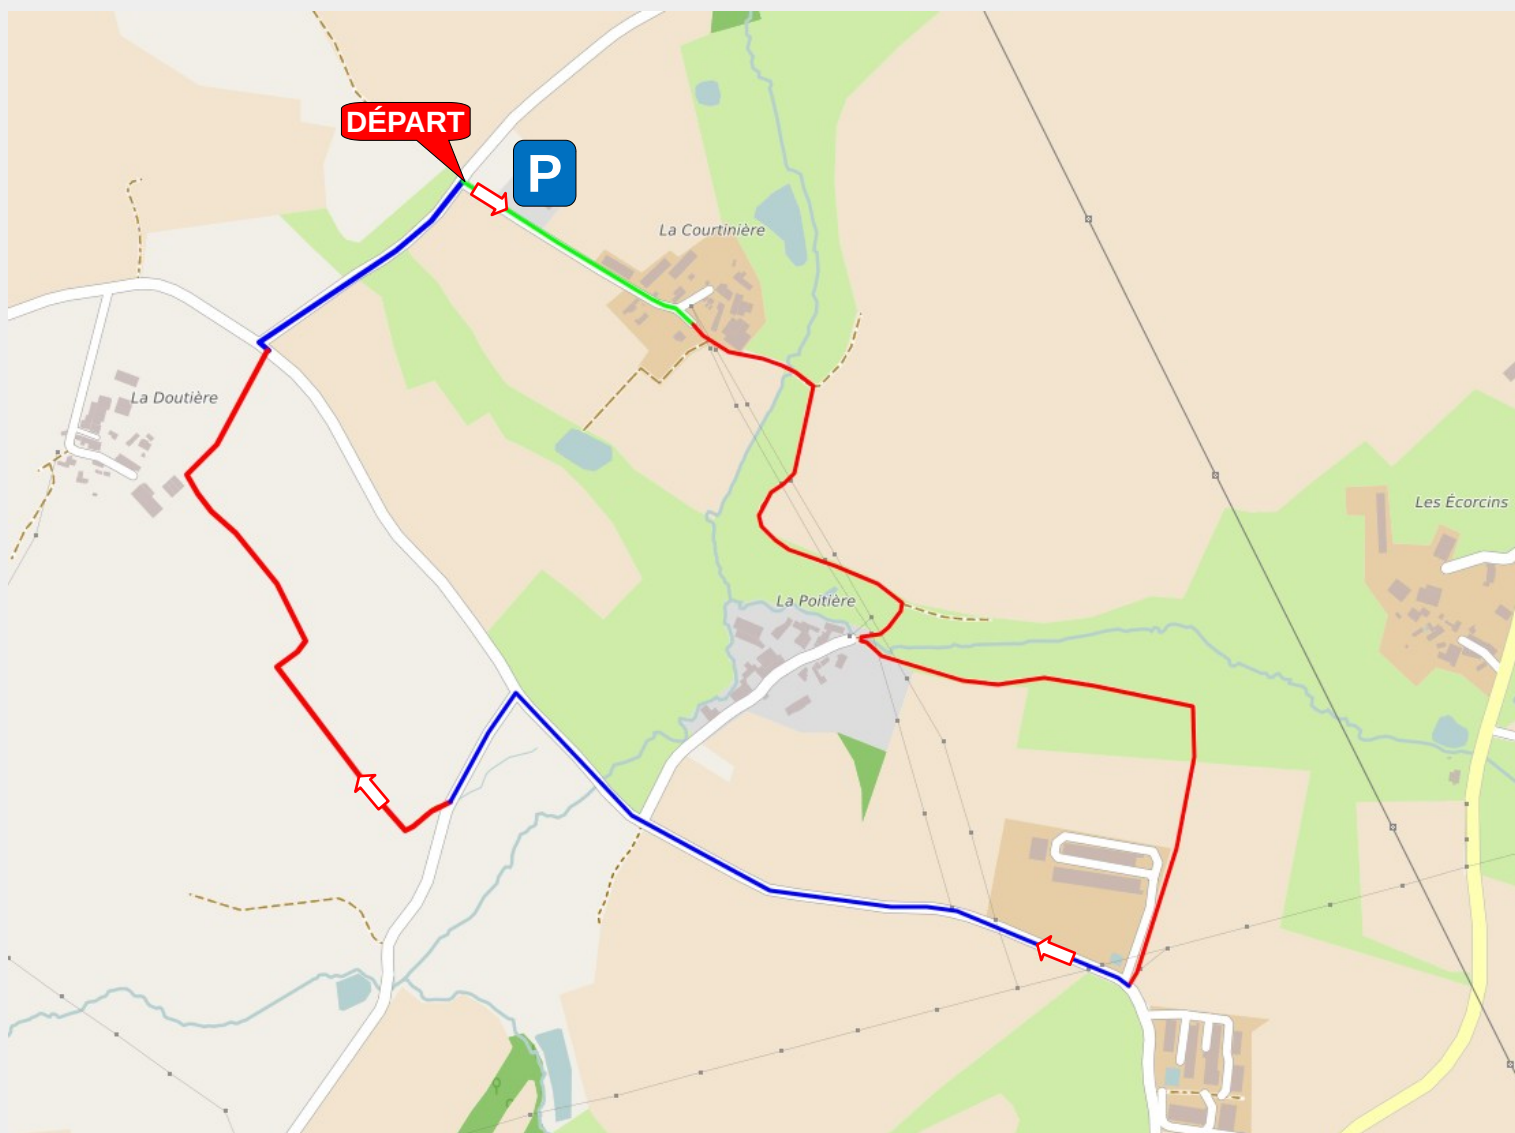 DÉPART
P
La Courtinière
La Doutière
Les Écorcins
La Poitière